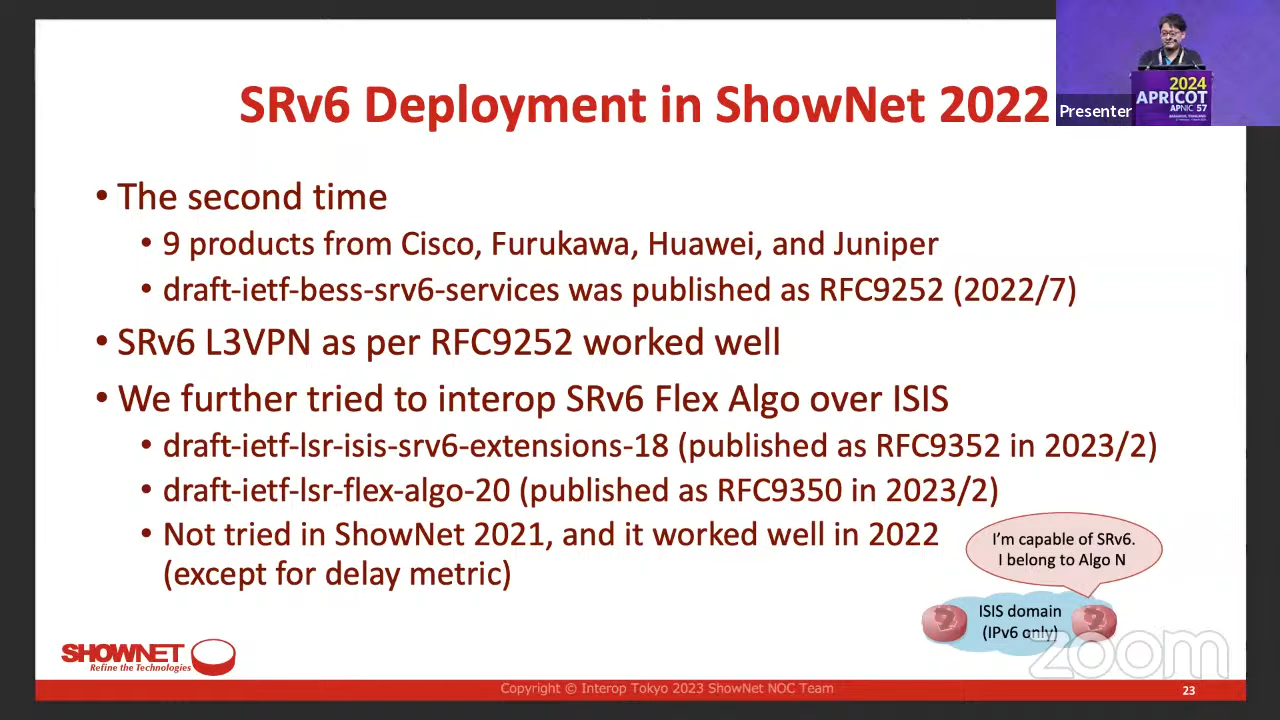 SRv6 Deployment in ShowNet 2022
2024
APRICOT
APNIC 57
Presenter
• The second time
• 9 products from Cisco, Furukawa, Huawei, and Juniper
• draft-ietf-bess-srv6-services was published as RFC9252 (2022/7)
• SRv6 L3VPN as per RFC9252 worked well
• We further tried to interop SRv6 Flex Algo over ISIS
• draft-ietf-lsr-isis-srv6-extensions-18 (published as RFC9352 in 2023/2)
• draft-ietf-lsr-flex-algo-20 (published as RFC9350 in 2023/2)
• Not tried in ShowNet 2021, and it worked well in 2022
(except for delay metric)
I'm capable of SRv6.
I belong to Algo N
ISIS domain
(IPv6 only)
SHOWNET
Refine the Technologies
zoom
Copyright © Interop Tokyo 2023 ShowNet NOC Team
23